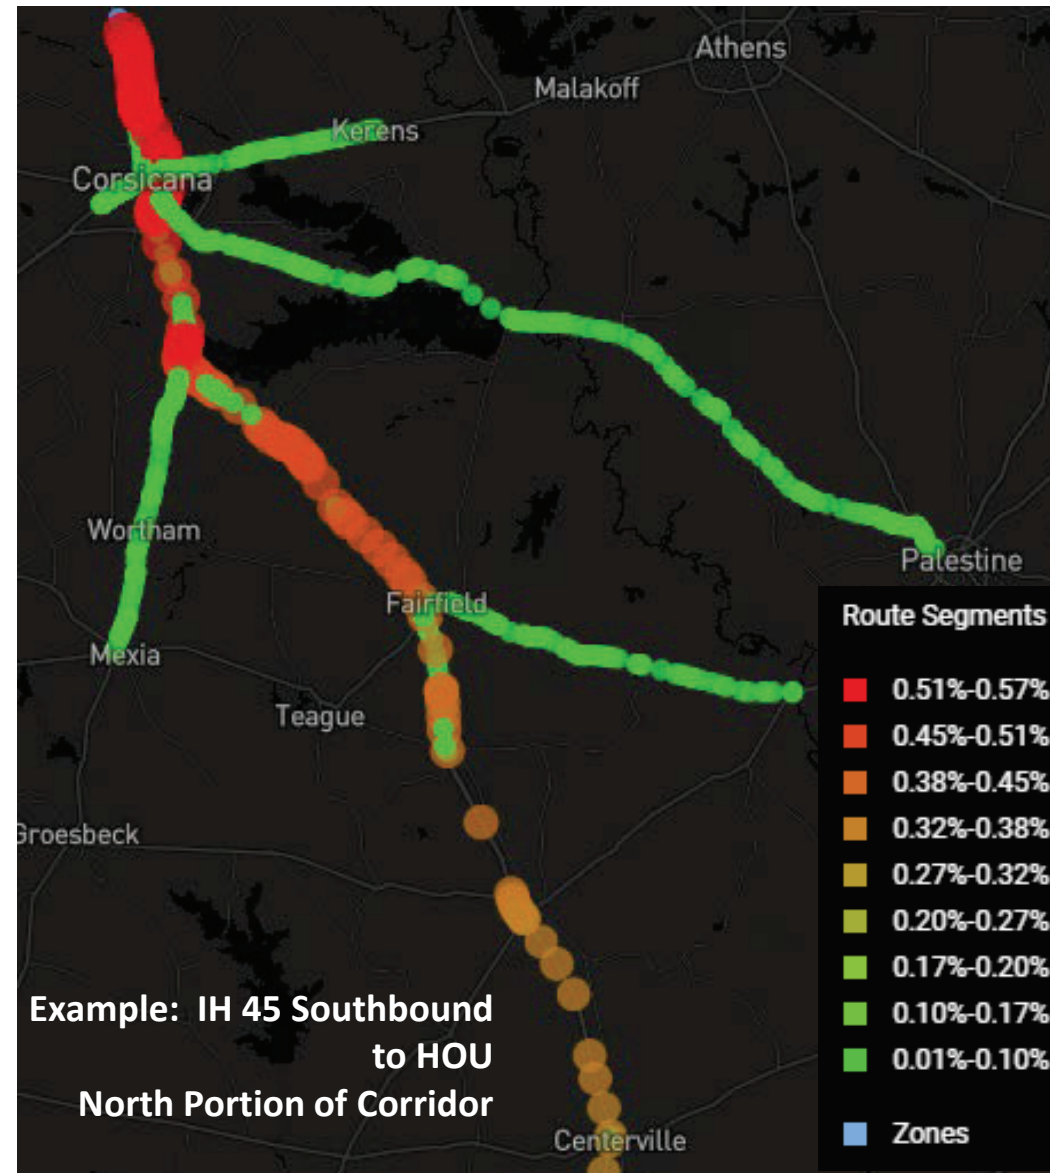 Athens
Malakoff
Kerens
Corsicana
Wortham
Palestine
Fairfield
Mexia
Teague
Groesbeck
Centerville
Example: IH 45 Southbound
to HOU
North Portion of Corridor
Route Segments
0.51%-0.57%
0.45%-0.51%
0.38%-0.45%
0.32%-0.38%
0.27%-0.32%
0.20%-0.27%
0.17%-0.20%
0.10%-0.17%
0.01%-0.10%
Zones